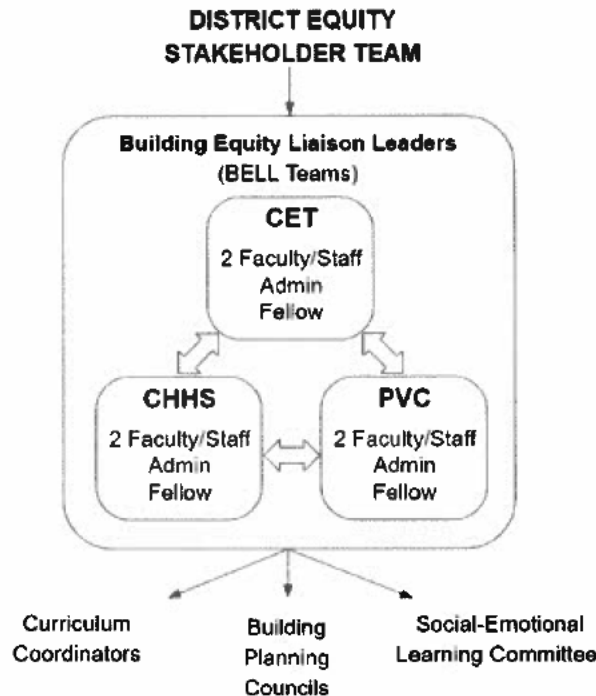 DISTRICT EQUITY
STAKEHOLDER TEAM
Building Equity Liaison Leaders
(BELL Teams)
CET
2 Faculty/Staff
Admin
Fellow
CHHS
2 Faculty/Staff
Admin
Fellow
PVC
2 Faculty/Staff
Admin
Fellow
Curriculum
Coordinators
Building
Planning
Councils
Social-Emotional
Learning Committee